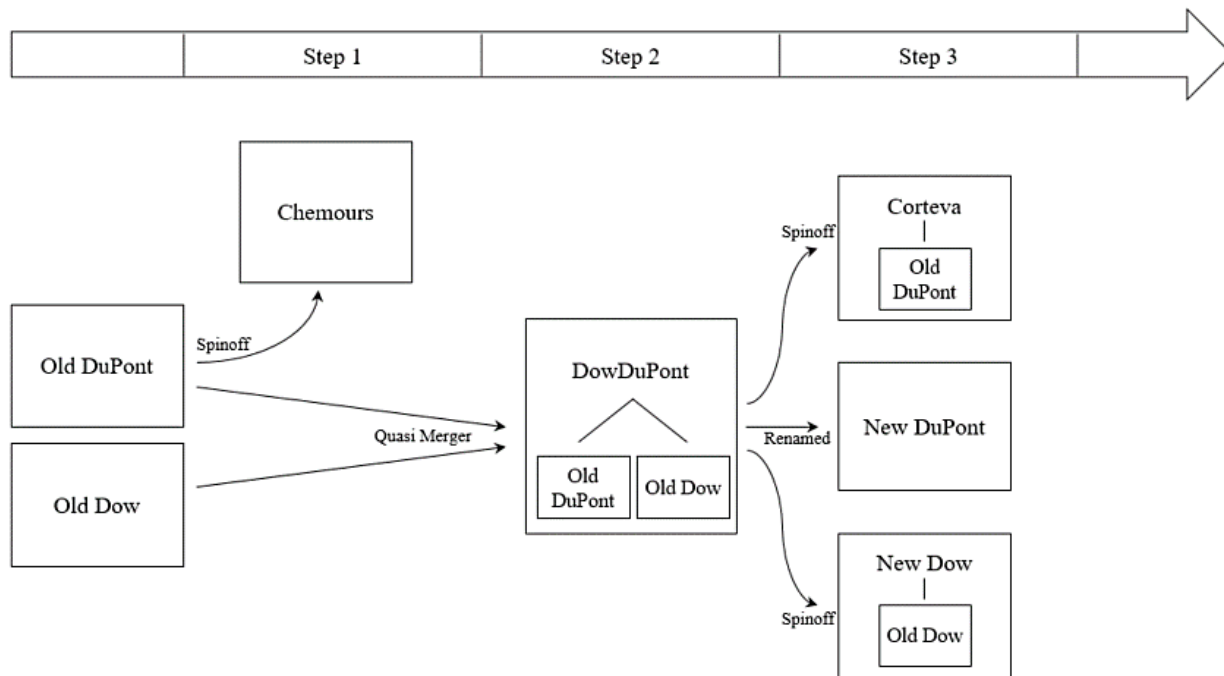 Step 1
Step 2
Step 3
Chemours
Old DuPont
Spinoff
Quasi Merger
Old Dow
DowDuPont
Old
DuPont
Old Dow
Spinoff
Corteva
Old
DuPont
Renamed
New DuPont
Spinoff
New Dow
Old Dow